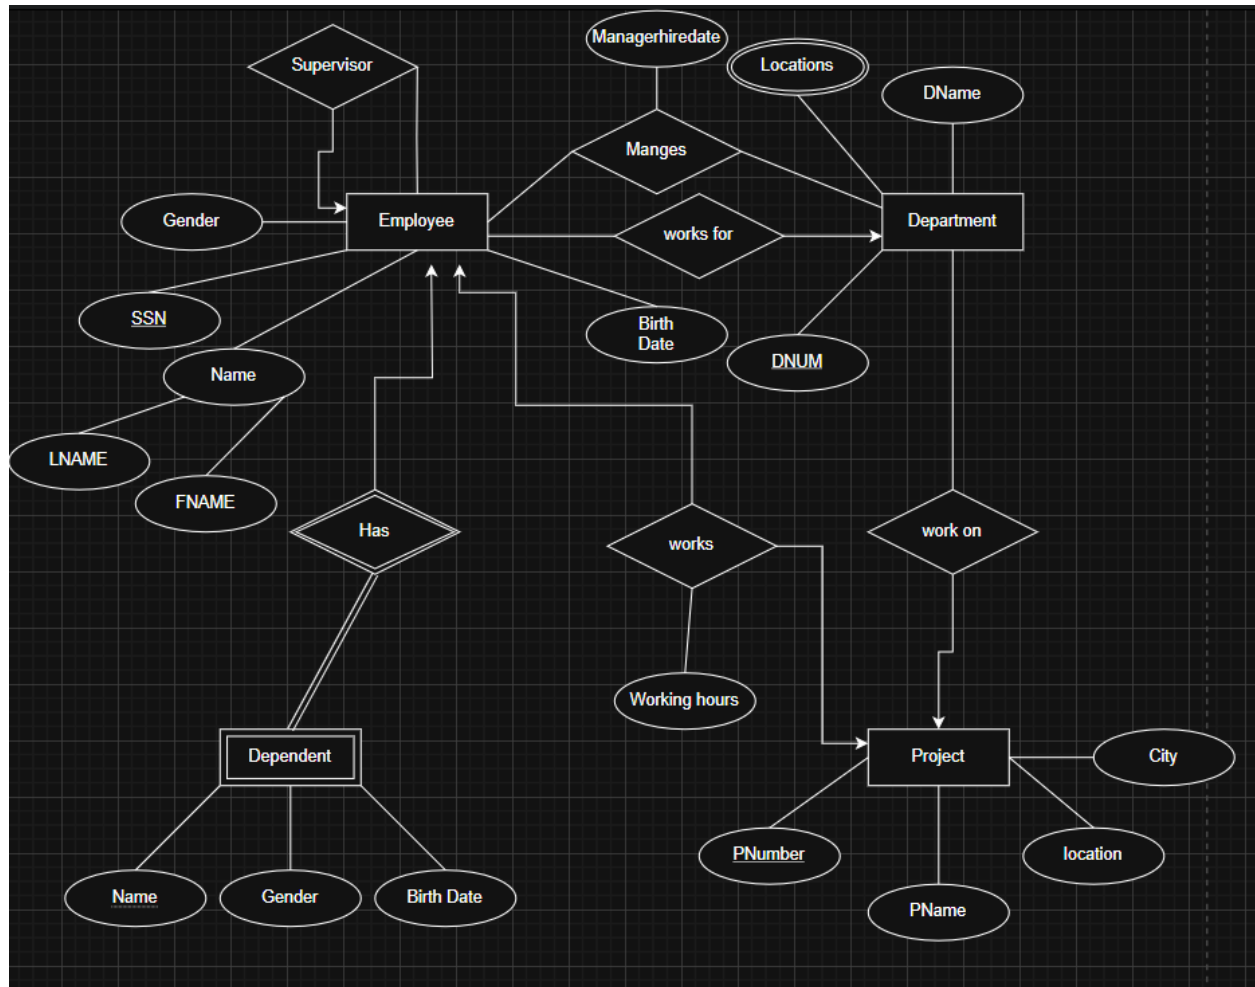 Managerhiredate
Supervisor
Locations
DName
Manges
Gender
Employee
works for
Department
SSN
Birth
Date
DNUM
Name
LNAME
FNAME
Has
works
work on
Working hours
Dependent
Project
City
PNumber
location
Name
Gender
Birth Date
PName